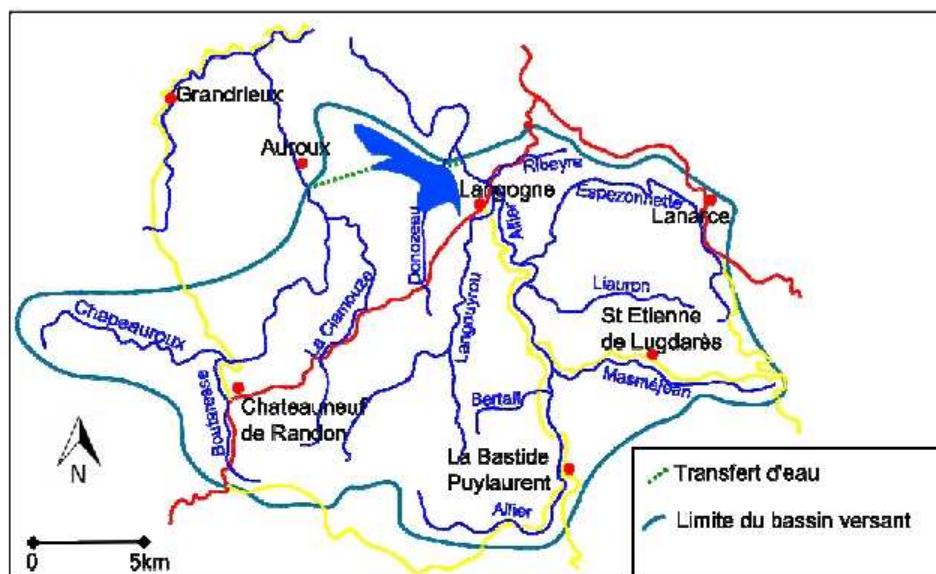 Grandrieux
Auroux
Langogne
Ribeyre
Espezonnette
Lanarce
Allier
Donozeau
Liauron
Chapeauroux
La Clamouze
Langouyrou
St Etienne
de Lugdarès
Masméjean
Bertail
Boutaresse
Chateauneuf
de Randon
La Bastide
Puylaurent
Allier
N
0 5km
Transfert d'eau
Limite du bassin versant